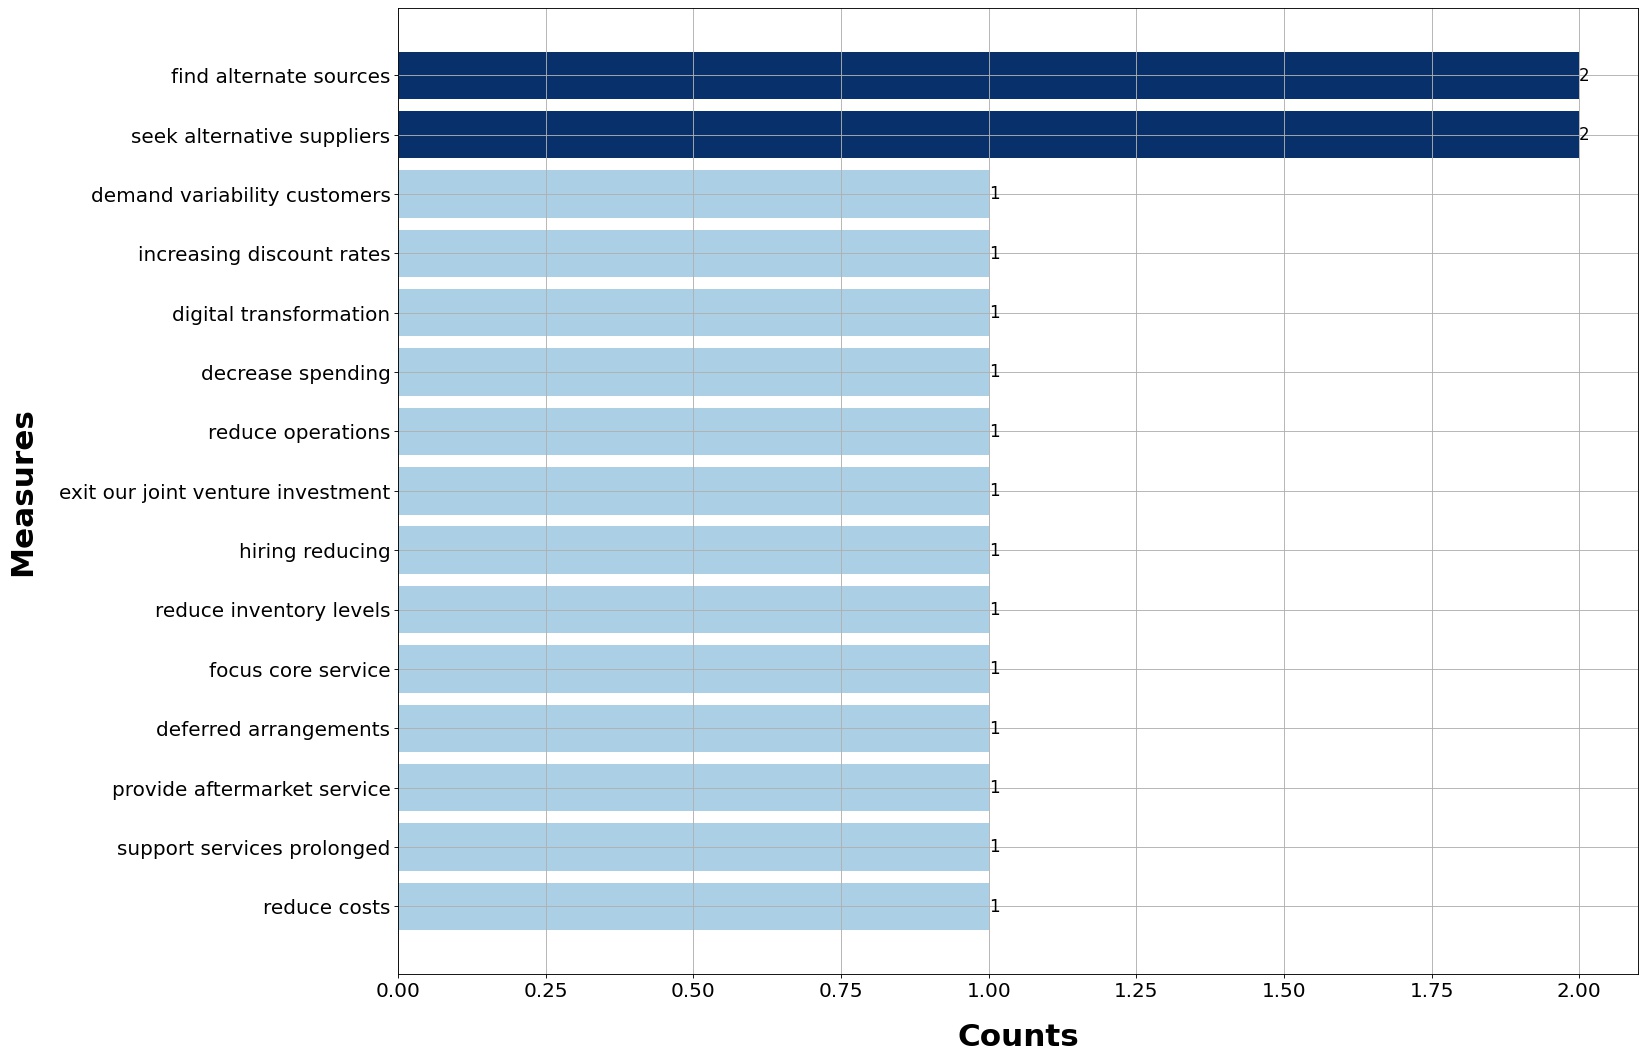 find alternate sources
2
seek alternative suppliers
2
demand variability customers
1
increasing discount rates
1
digital transformation
1
decrease spending
1
reduce operations
1
exit our joint venture investment
1
hiring reducing
1
reduce inventory levels
1
focus core service
1
deferred arrangements
1
provide aftermarket service
1
support services prolonged
1
reduce costs
1
Measures
0.00 0.25 0.50 0.75 1.00 1.25 1.50 1.75 2.00
Counts